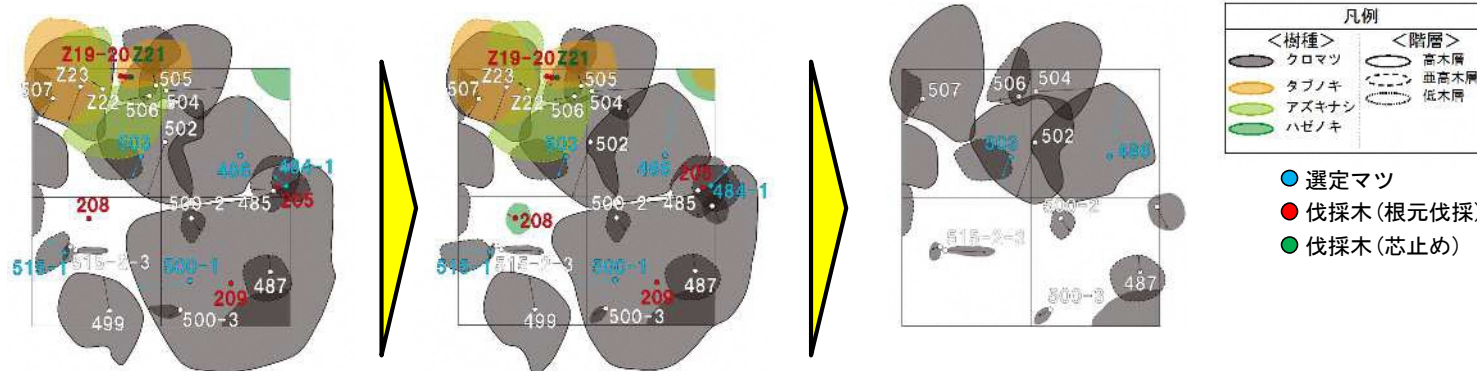 Z19-20 Z21
Z23
507
Z22
505
504
506
502
503
486
484-1
205
208
500-2
485
515-1
515-2-3
500-1
487
209
499
500-3
Z19-20 Z21
Z23
507
Z22
505
504
506
502
503
486
205
484-1
208
500-2
485
515-1
515-2-3
500-1
487
209
499
500-3
507
506
504
503
502
486
500-2
515-2-3
500-3
487
凡例
＜樹種＞
＜階層＞
クロマツ
高木層
タブノキ
亜高木層
アズキナシ
低木層
ハゼノキ
選定マツ
伐採木(根元伐採)
伐採木(芯止め)